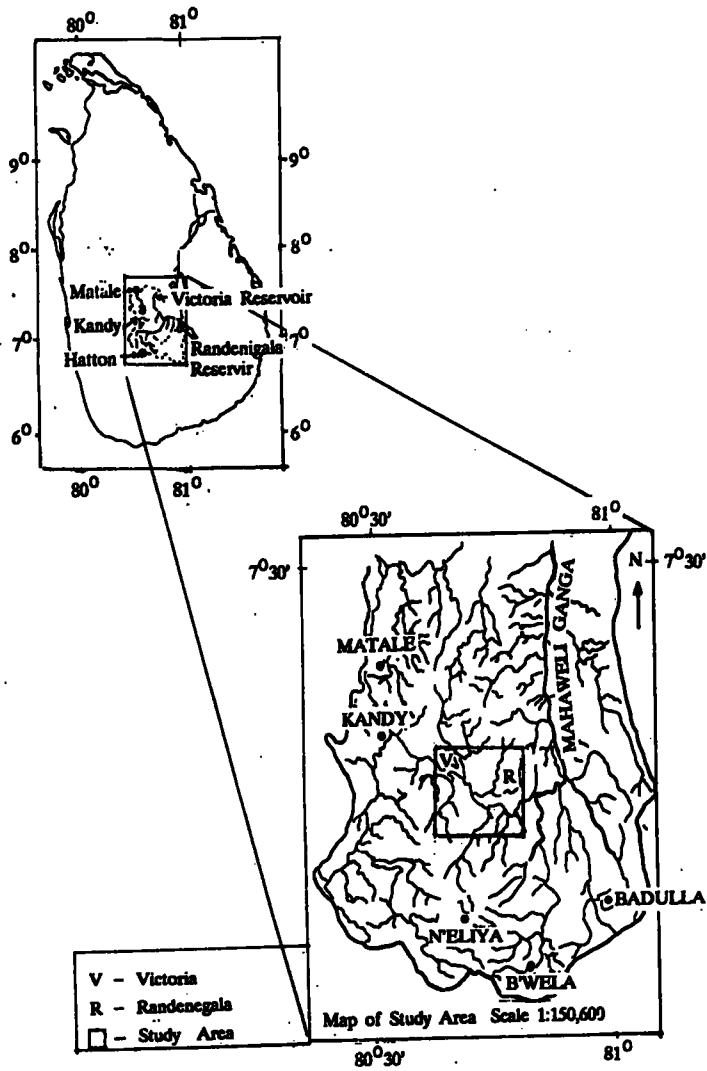 80° 81°
9° 9°
8° 8°
Matale
Victoria Reservoir
Kandy
7° 7°
Hatton
Randenigala
Reservir
6° 6°
80° 81°
80°30' 81°
7°30' N 7°30'
MAHAWELI GANGA
MATALE
KANDY
V
R
BADULLA
N'ELIYA
B'WELA
V – Victoria
R – Randenegala
– Study Area
Map of Study Area Scale 1:150,600
80°30' 81°